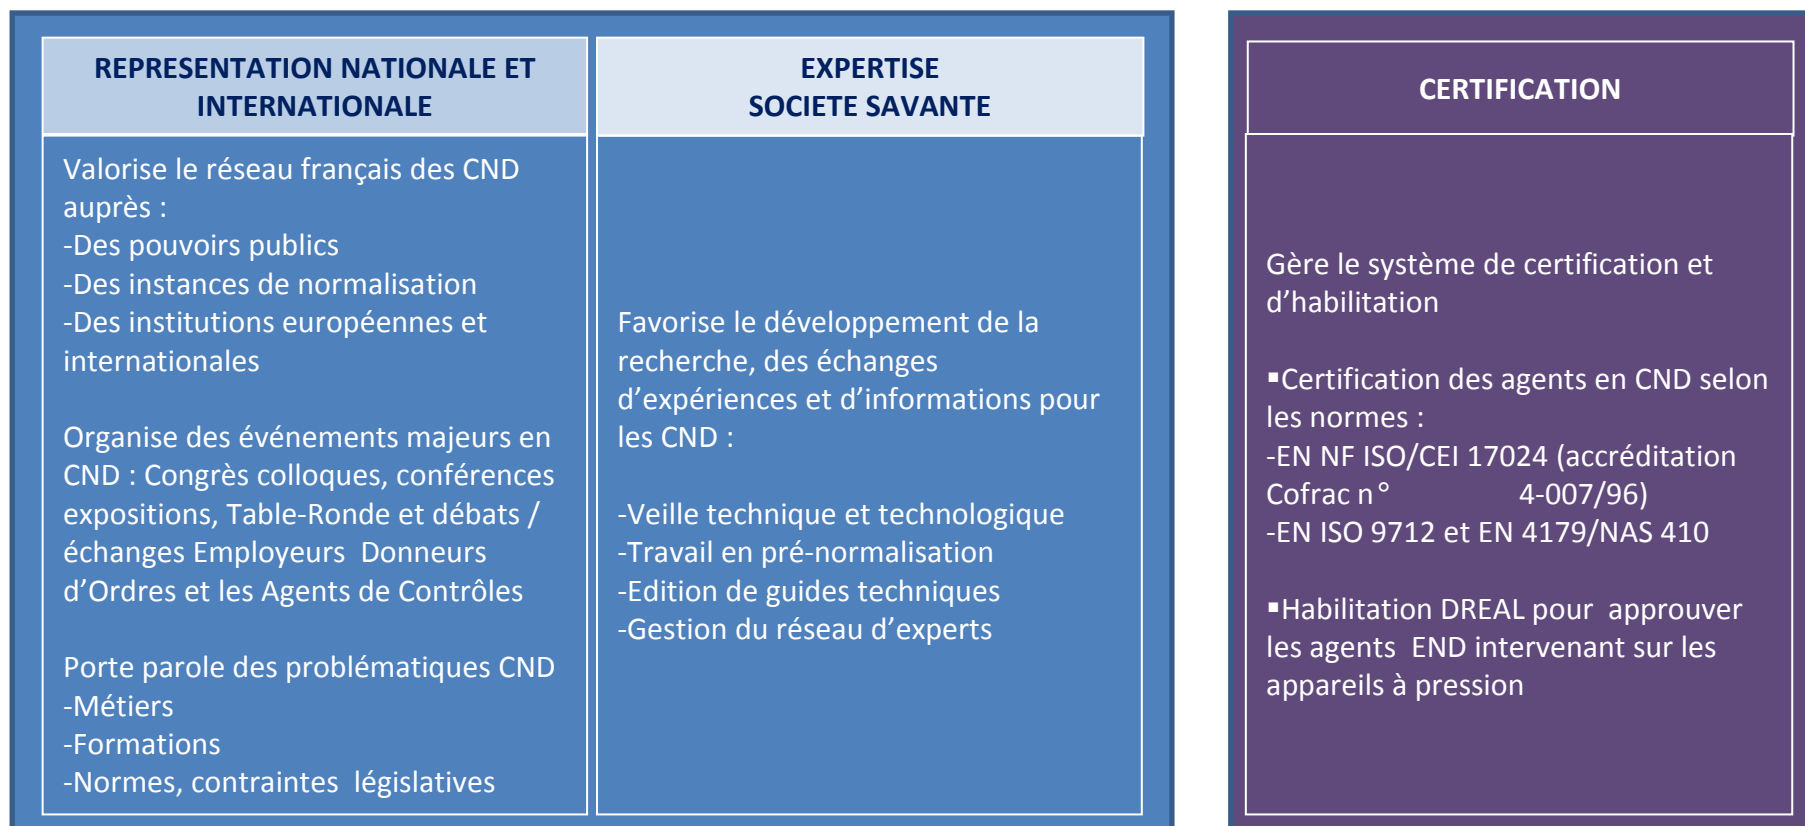 REPRESENTATION NATIONALE ET
INTERNATIONALE
Valorise le réseau français des CND
auprès :
-Des pouvoirs publics
-Des instances de normalisation
-Des institutions européennes et
internationales
Organise des événements majeurs en
CND : Congrès colloques, conférences
expositions, Table-Ronde et débats /
échanges Employeurs  Donneurs
d’Ordres et les Agents de Contrôles
Porte parole des problématiques CND
-Métiers
-Formations
-Normes, contraintes  législatives
EXPERTISE
SOCIETE SAVANTE
Favorise le développement de la
recherche, des échanges
d’expériences et d’informations pour
les CND :
-Veille technique et technologique
-Travail en pré-normalisation
-Edition de guides techniques
-Gestion du réseau d’experts
CERTIFICATION
Gère le système de certification et
d’habilitation
▪Certification des agents en CND selon
les normes :
-EN NF ISO/CEI 17024 (accréditation
Cofrac n° 4-007/96)
-EN ISO 9712 et EN 4179/NAS 410
▪Habilitation DREAL pour  approuver
les agents  END intervenant sur les
appareils à pression